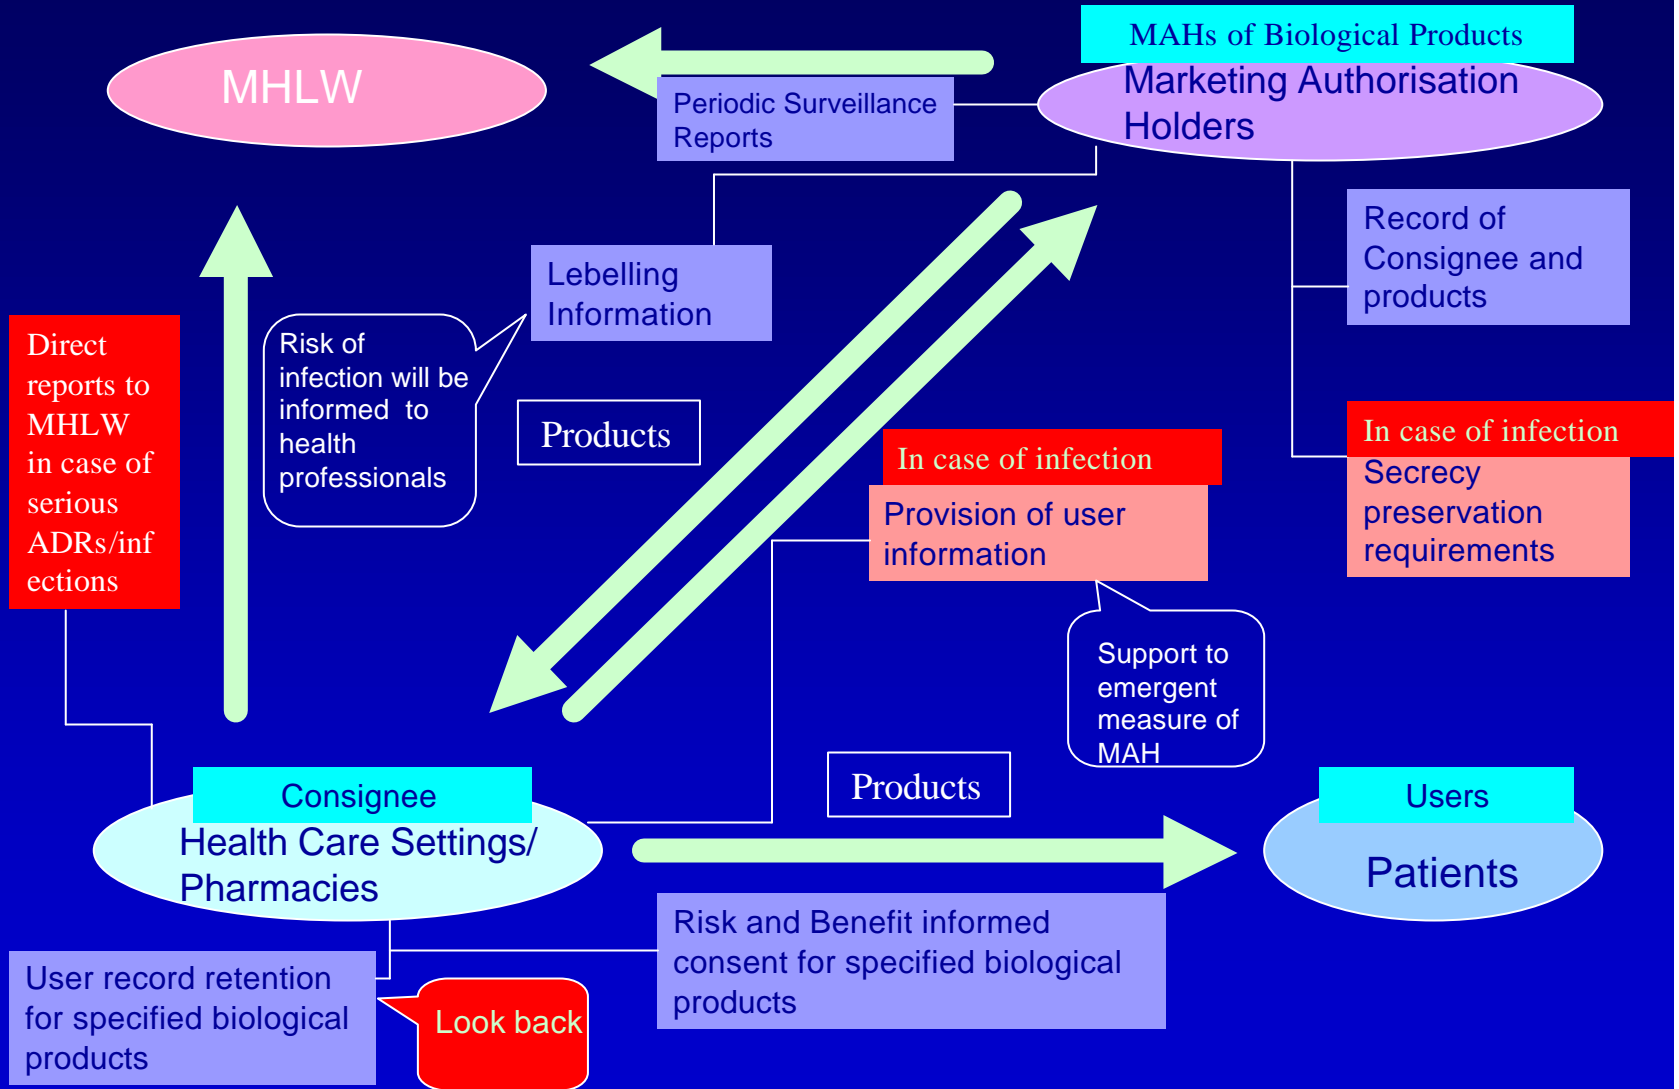 MHLW
MAHs of Biological Products
Marketing Authorisation
Holders
Periodic Surveillance
Reports
Record of
Consignee and
products
Lebelling
Information
Direct
reports to
MHLW
in case of
serious
ADRs/inf
ections
Risk of
infection will be
informed to
health
professionals
Products
In case of infection
Provision of user
information
In case of infection
Secrecy
preservation
requirements
Support to
emergent
measure of
MAH
Products
Consignee
Health Care Settings/
Pharmacies
Users
Patients
Risk and Benefit informed
consent for specified biological
products
User record retention
for specified biological
products
Look back